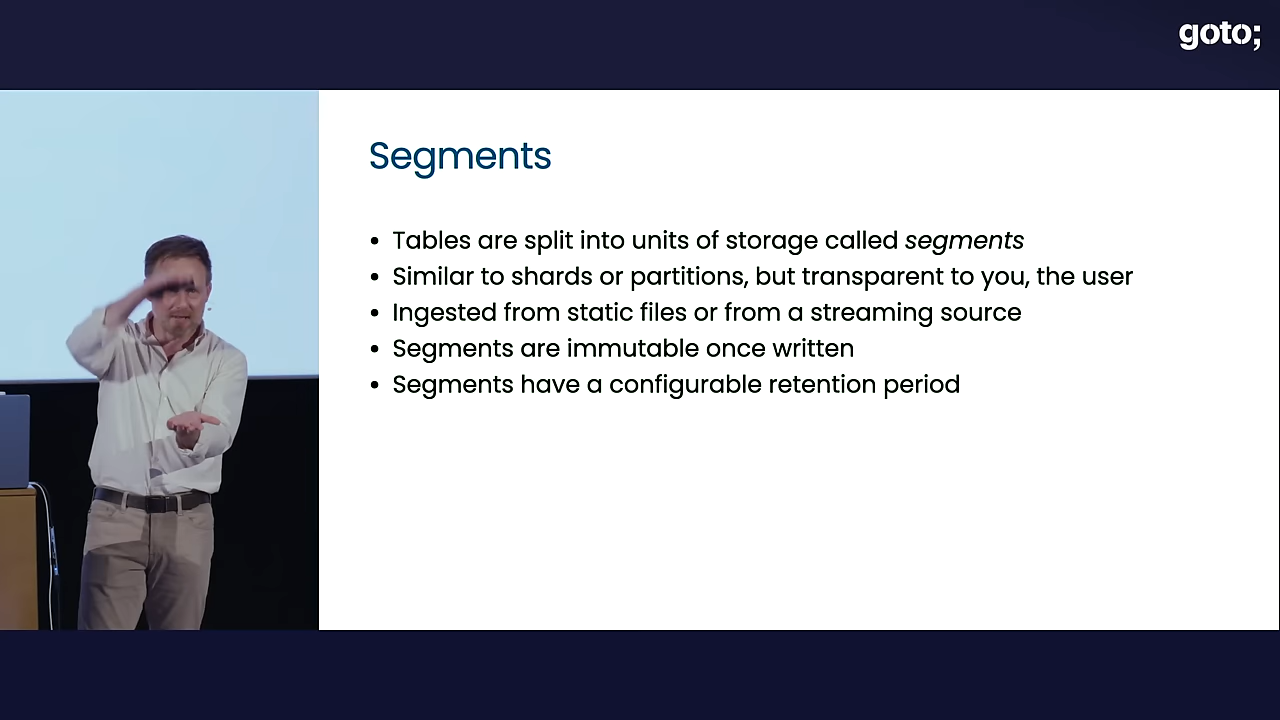 goto;
Segments
• Tables are split into units of storage called segments
• Similar to shards or partitions, but transparent to you, the user
• Ingested from static files or from a streaming source
• Segments are immutable once written
• Segments have a configurable retention period